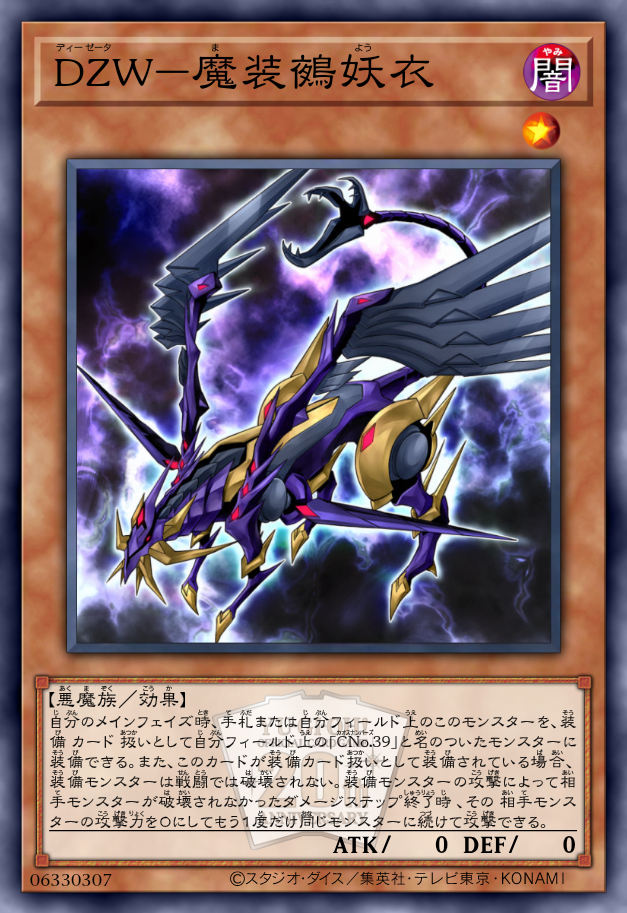 DZW－魔装鵺妖衣
闇
【悪魔族／効果】
自分のメインフェイズ時、手札または自分フィールド上のこのモンスターを、装
備カード扱いとして自分フィールド上の「CNo.39」と名のついたモンスターに
装備できる。また、このカードが装備カード扱いとして装備されている場合、
装備モンスターは戦闘では破壊されない。装備モンスターの攻撃によって相
手モンスターが破壊されなかったダメージステップ終了時、その相手モンス
ターの攻撃力を０にしてもう1度だけ同じモンスターに続けて攻撃できる。
ATK/ 0 DEF/ 0
06330307 ©スタジオ・ダイス／集英社・テレビ東京・KONAMI